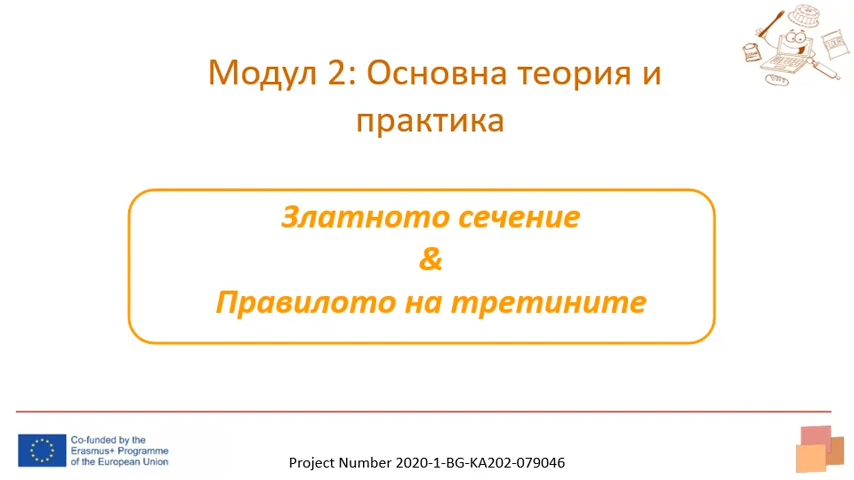 Модул 2: Основна теория и
практика
Златното сечение
&
Правилото на третините
Co-funded by the
Erasmus+ Programme
of the European Union
Project Number 2020-1-BG-KA202-079046